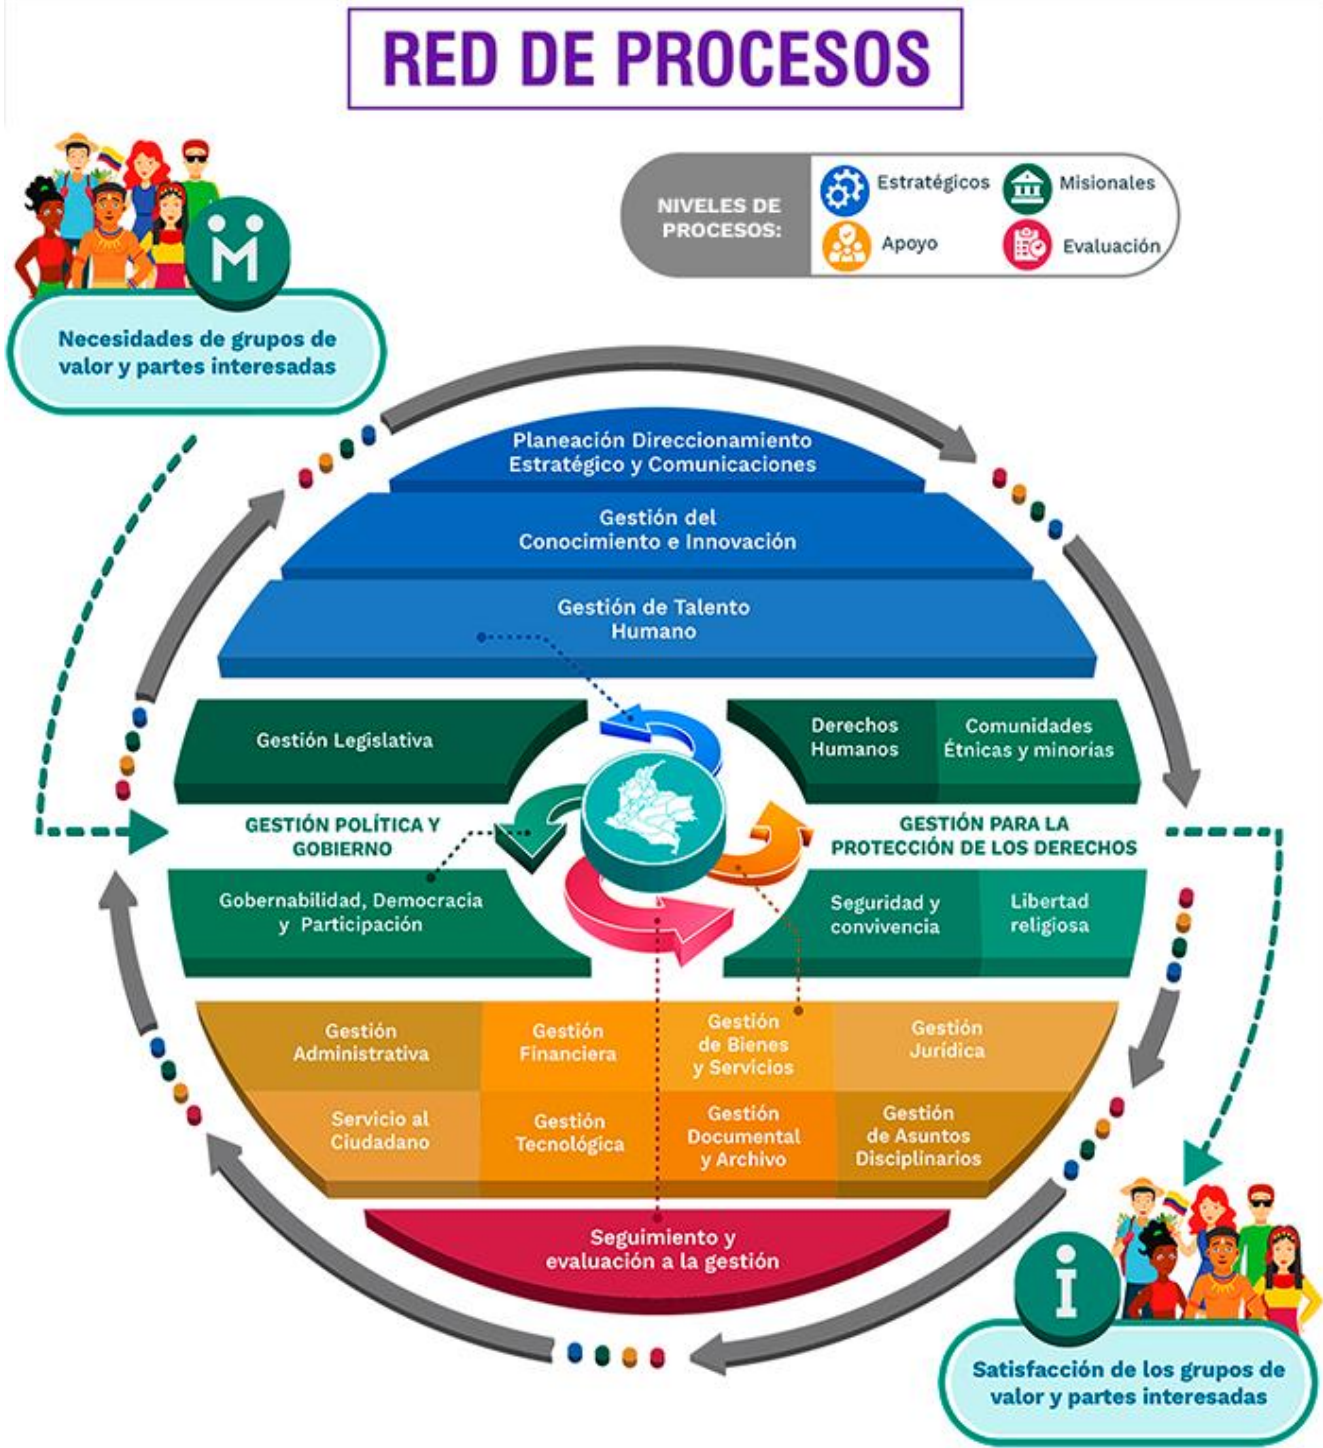 RED DE PROCESOS
NIVELES DE
PROCESOS:
Estratégicos
Misionales
Apoyo
Evaluación
M
Necesidades de grupos de
valor y partes interesadas
Planeación Direccionamiento
Estratégico y Comunicaciones
Gestión del
Conocimiento e Innovación
Gestión de Talento
Humano
Gestión Legislativa
Derechos
Humanos
Comunidades
Étnicas y minorías
GESTIÓN POLÍTICA Y
GOBIERNO
GESTIÓN PARA LA
PROTECCIÓN DE LOS DERECHOS
Gobernabilidad, Democracia
y Participación
Seguridad y
convivencia
Libertad
religiosa
Gestión
Administrativa
Gestión
Financiera
Gestión
de Bienes
y Servicios
Gestión
Jurídica
Servicio al
Ciudadano
Gestión
Tecnológica
Gestión
Documental
y Archivo
Gestión
de Asuntos
Disciplinarios
Seguimiento y
evaluación a la gestión
i
Satisfacción de los grupos de
valor y partes interesadas